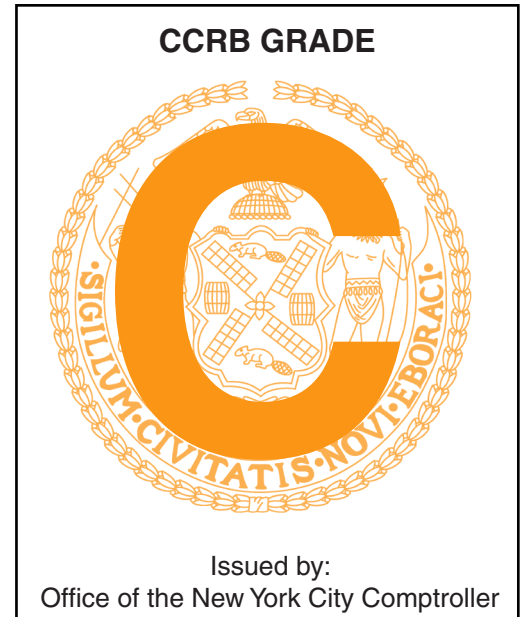 CCRB GRADE
C
•SIGILLUM•CIVITATIS•NOVI•EBORACI•
Issued by:
Office of the New York City Comptroller